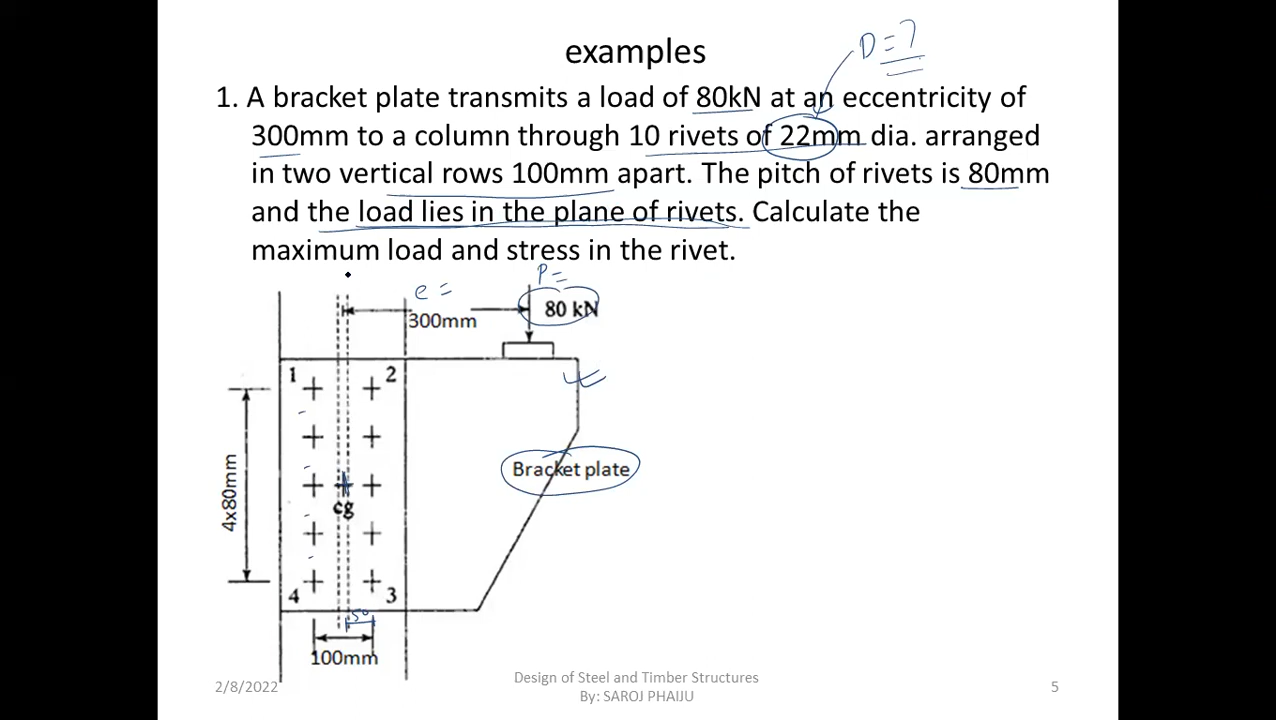 examples
D = ?
1. A bracket plate transmits a load of 80kN at an eccentricity of
300mm to a column through 10 rivets of 22mm dia. arranged
in two vertical rows 100mm apart. The pitch of rivets is 80mm
and the load lies in the plane of rivets. Calculate the
maximum load and stress in the rivet.
P =
e =
80 kN
300mm
1
2
4x80mm
cg
Bracket plate
4
3
50
100mm
2/8/2022
Design of Steel and Timber Structures
By: SAROJ PHAIJU
5